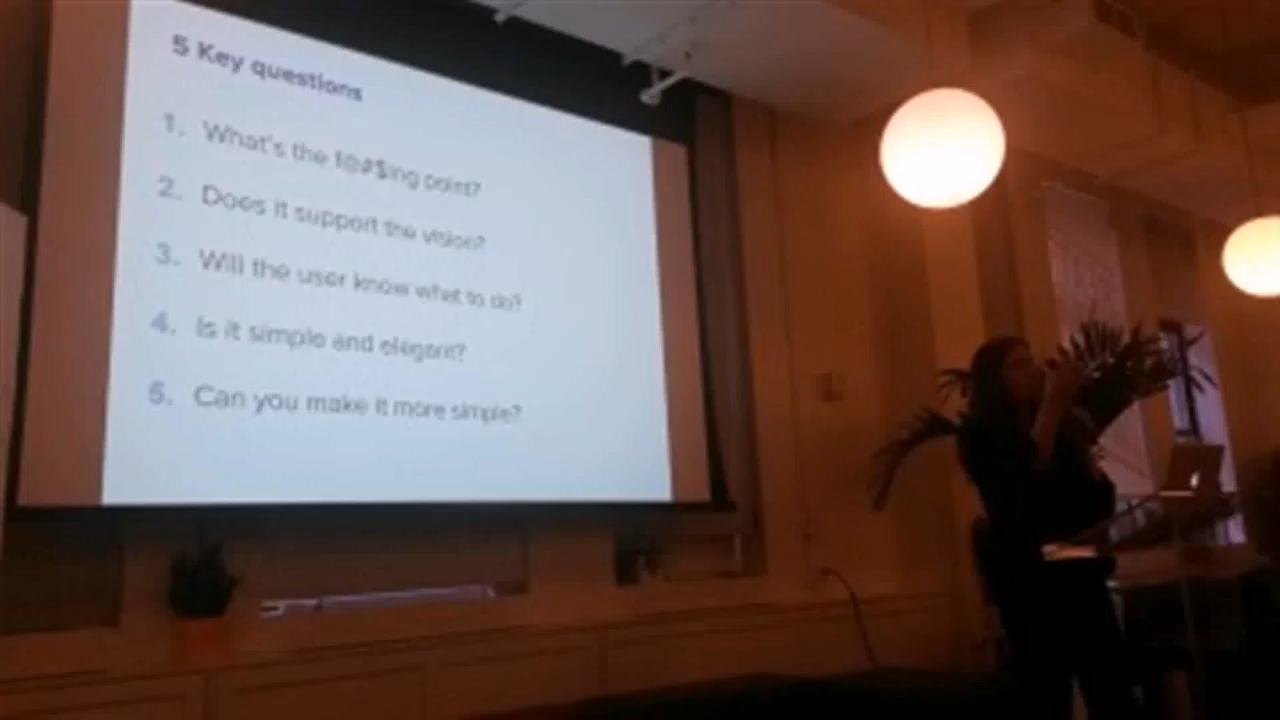 5 Key questions
1. What's the f@#$ing point?
2. Does it support the vision?
3. Will the user know what to do?
4. Is it simple and elegant?
5. Can you make it more simple?